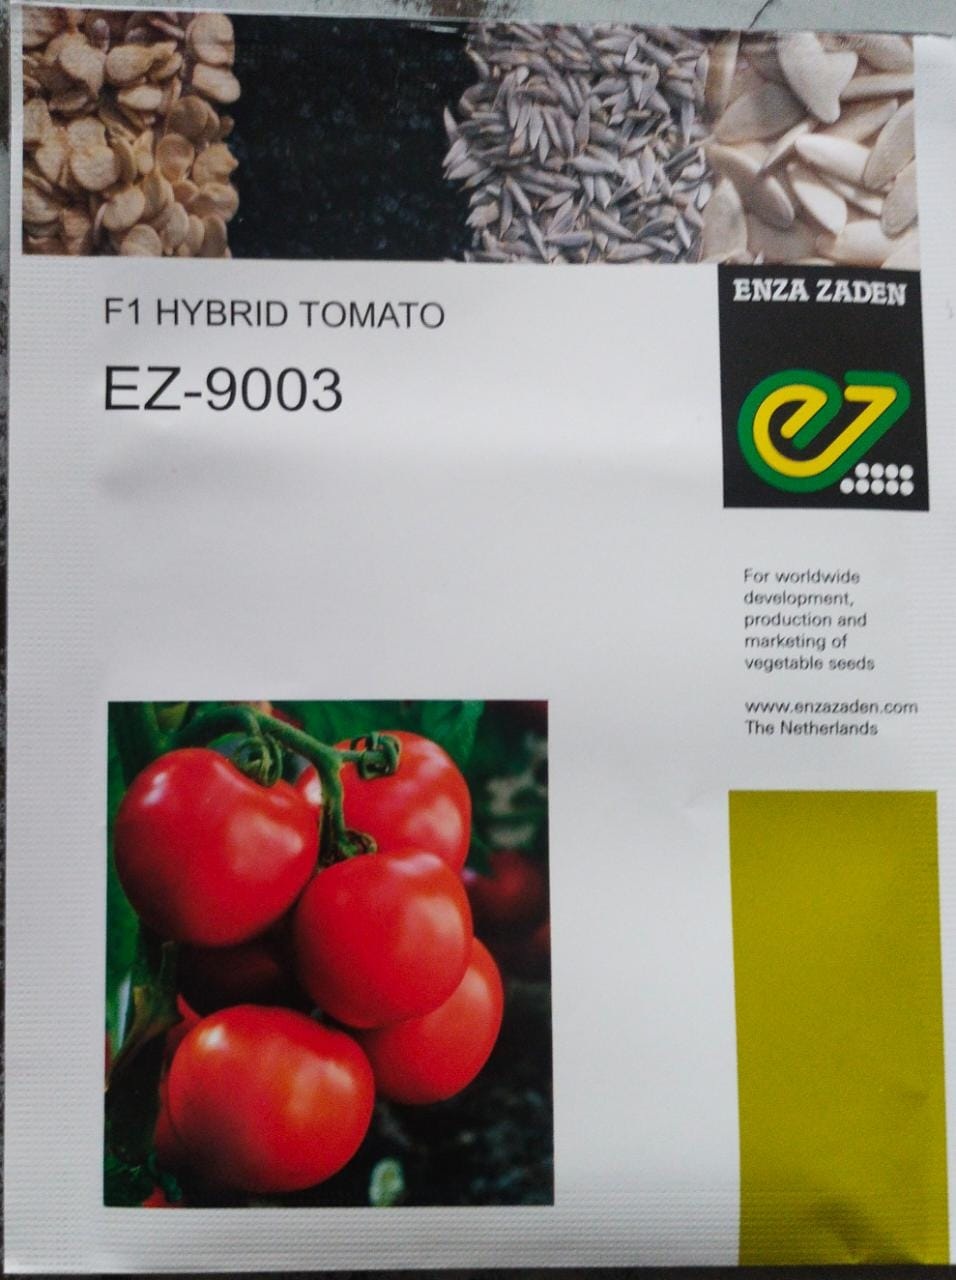 F1 HYBRID TOMATO
EZ-9003
ENZA ZADEN
ez
For worldwide
development,
production and
marketing of
vegetable seeds
www.enzazaden.com
The Netherlands